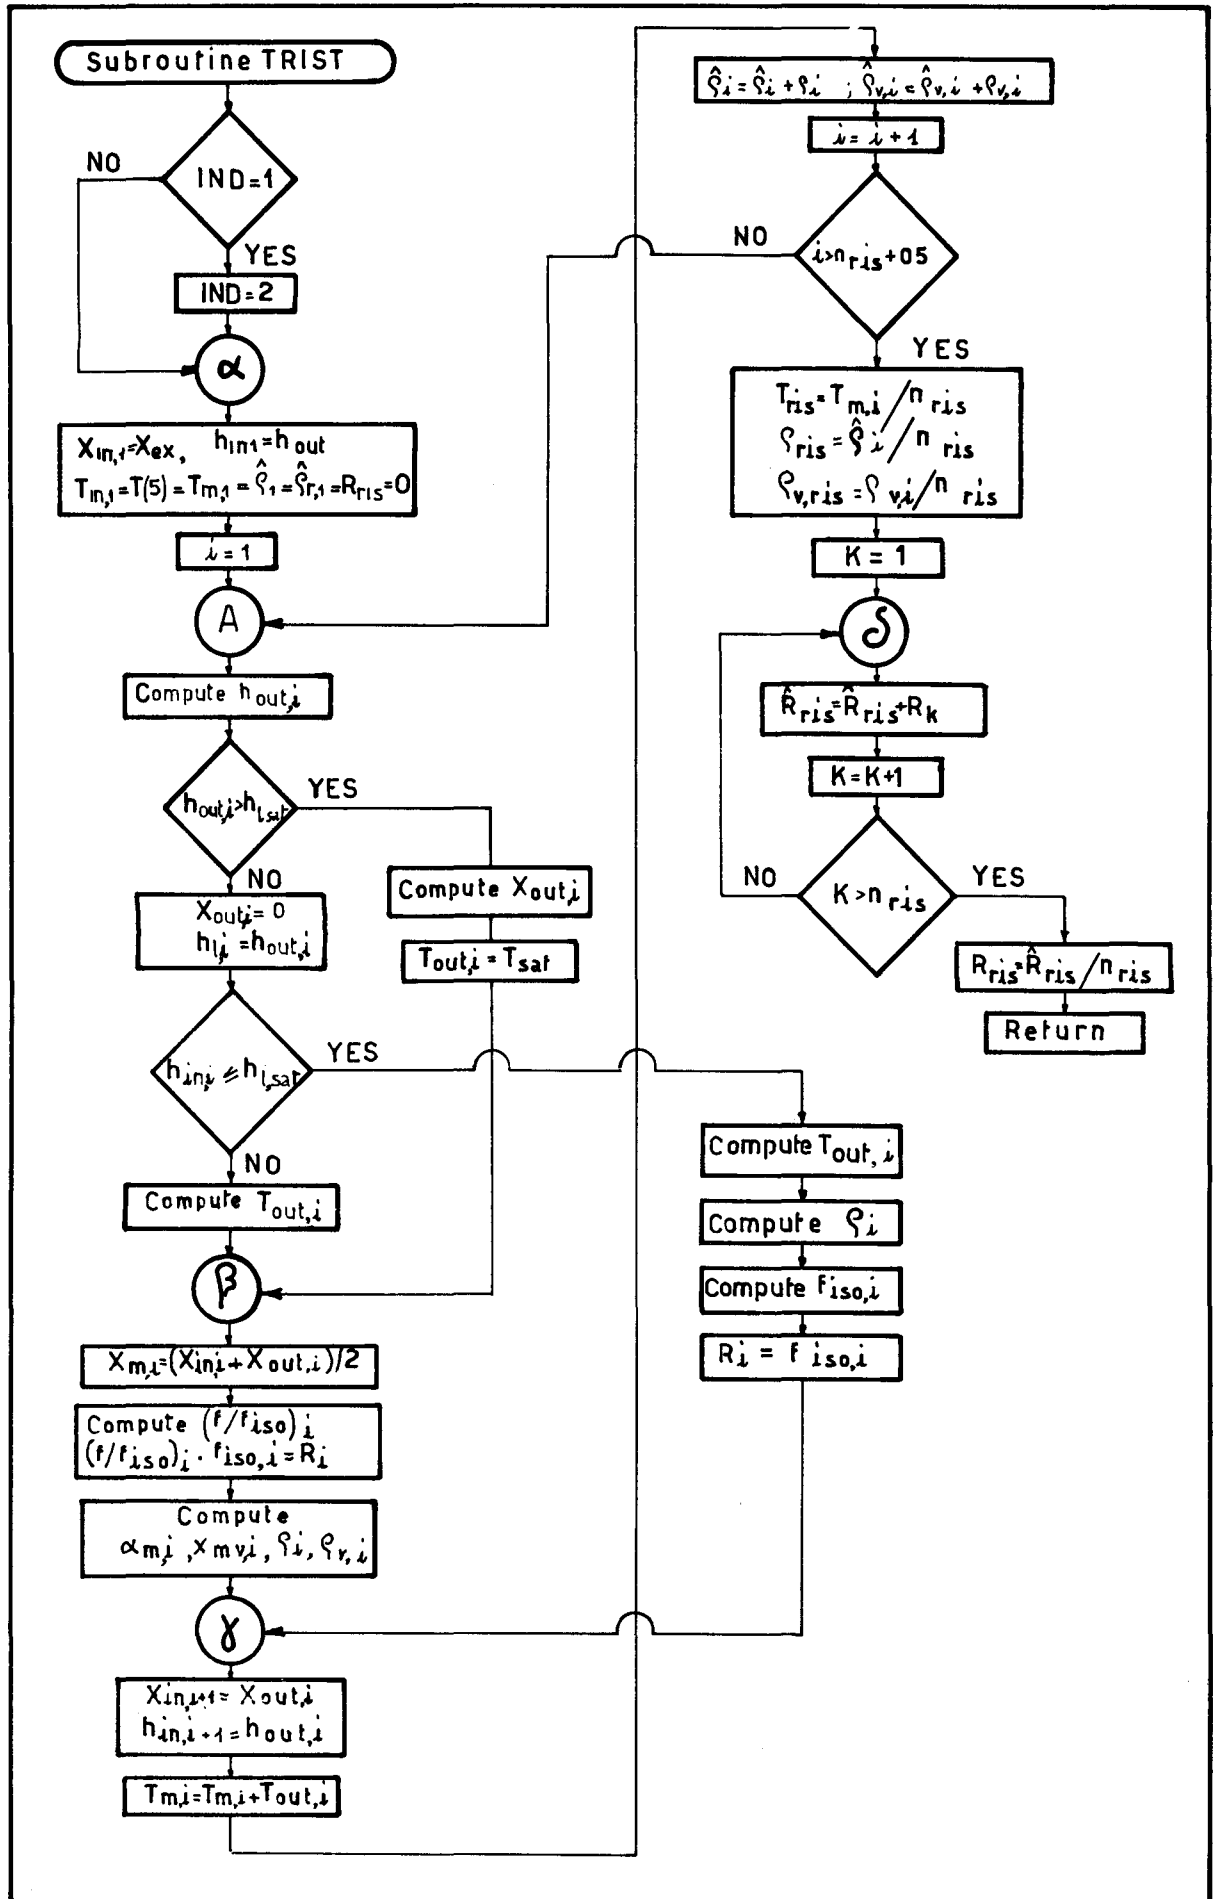 Subroutine TRIST
IND=1
NO
YES
IND=2
α
X_in,1=X_ex, h_in1=h_out
T_in,1=T(5)=T_m,1=ρ̂_1=ρ̂_r,1=R_ris=0
i=1
A
Compute h_out,i
h_out,i>h_l,sat
YES
NO
X_out,i=0
h_l,i=h_out,i
Compute X_out,i
T_out,i=T_sat
h_in,i≤h_l,sat
YES
NO
Compute T_out,i
β
X_m,i=(X_in,i+X_out,i)/2
Compute (f/f_iso)_i
(f/f_iso)_i · f_iso,i=R_i
Compute
α_m,i, x_mv,i, ρ_i, ρ_v,i
γ
X_in,i+1=X_out,i
h_in,i+1=h_out,i
T_m,i=T_m,i+T_out,i
Compute T_out,i
Compute ρ_i
Compute f_iso,i
R_i = f_iso,i
ρ̂_i=ρ̂_i+ρ_i ; ρ̂_v,i=ρ̂_v,i+ρ_v,i
i=i+1
i>n_ris+05
NO
YES
T_ris=T_m,i/n_ris
ρ_ris=ρ̂_i/n_ris
ρ_v,ris=ρ_v,i/n_ris
K=1
δ
R̂_ris=R̂_ris+R_k
K=K+1
K>n_ris
NO
YES
R_ris=R̂_ris/n_ris
Return